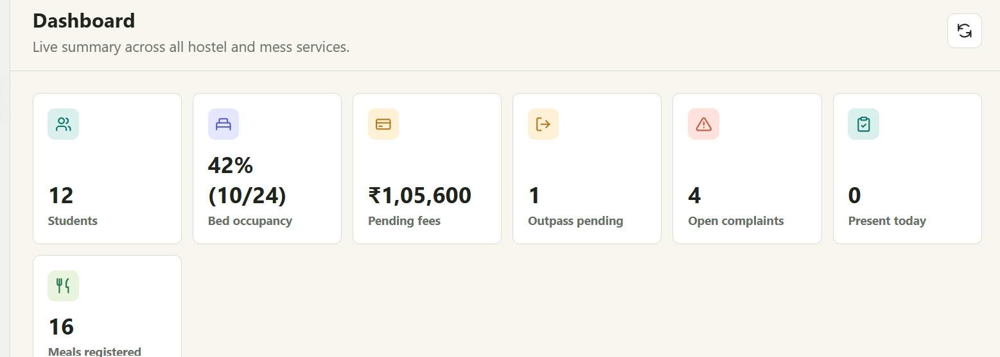 Dashboard
Live summary across all hostel and mess services.
12
Students
42%
(10/24)
Bed occupancy
₹1,05,600
Pending fees
1
Outpass pending
4
Open complaints
0
Present today
16
Meals registered